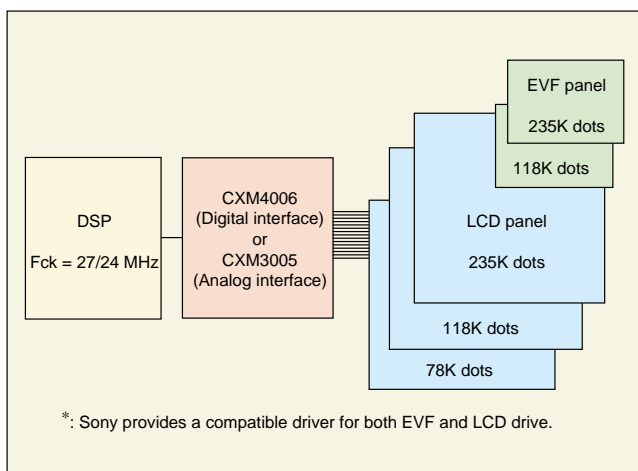 DSP
Fck = 27/24 MHz
CXM4006
(Digital interface)
or
CXM3005
(Analog interface)
EVF panel
235K dots
118K dots
LCD panel
235K dots
118K dots
78K dots
*: Sony provides a compatible driver for both EVF and LCD drive.